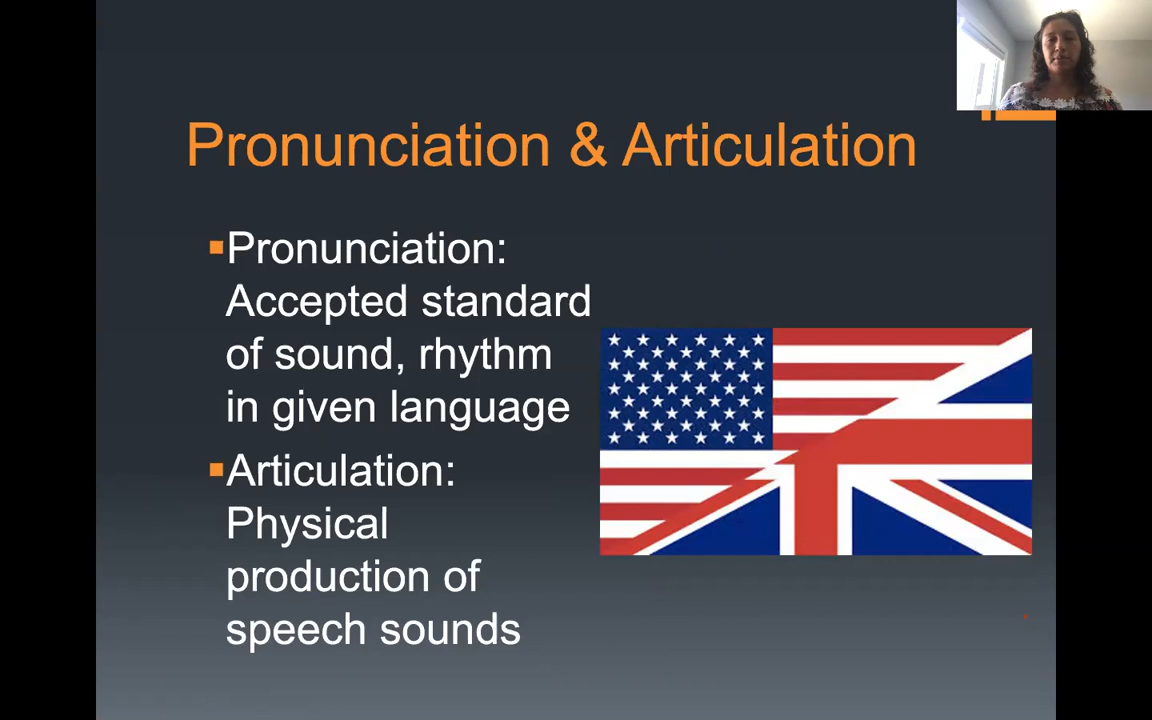 Pronunciation & Articulation
Pronunciation:
Accepted standard
of sound, rhythm
in given language
Articulation:
Physical
production of
speech sounds